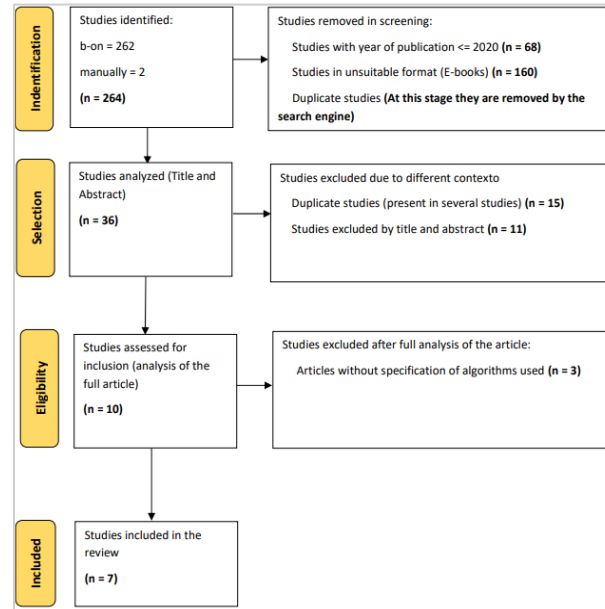 Indentification
Studies identified:
b-on = 262
manually = 2
(n = 264)
Studies removed in screening:
Studies with year of publication <= 2020 (n = 68)
Studies in unsuitable format (E-books) (n = 160)
Duplicate studies (At this stage they are removed by the
search engine)
Selection
Studies analyzed (Title and
Abstract)
(n = 36)
Studies excluded due to different contexto
Duplicate studies (present in several studies) (n = 15)
Studies excluded by title and abstract (n = 11)
Eligibility
Studies assessed for
inclusion (analysis of the
full article)
(n = 10)
Studies excluded after full analysis of the article:
Articles without specification of algorithms used (n = 3)
Included
Studies included in the
review
(n = 7)